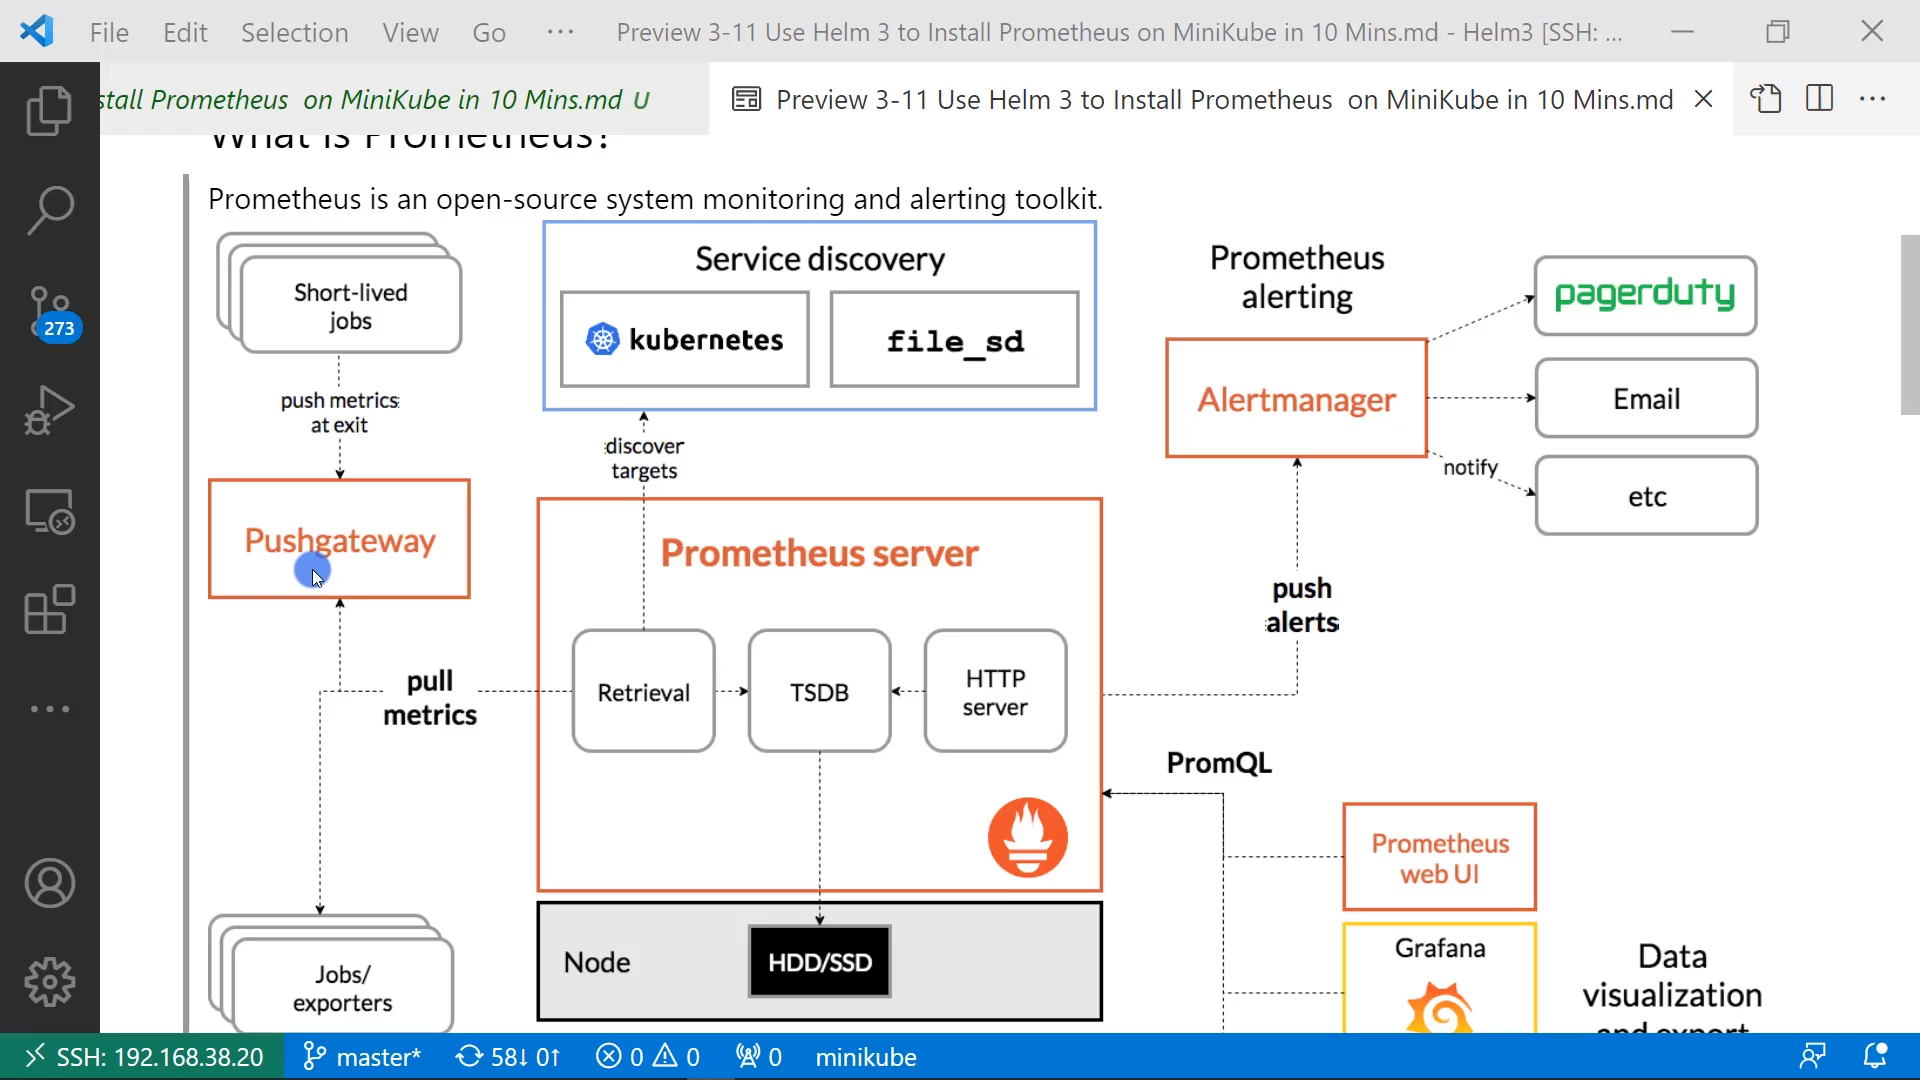 File Edit Selection View Go ··· Preview 3-11 Use Helm 3 to Install Prometheus on MiniKube in 10 Mins.md - Helm3 [SSH: ...
stall Prometheus on MiniKube in 10 Mins.md U
Preview 3-11 Use Helm 3 to Install Prometheus on MiniKube in 10 Mins.md
What is Prometheus?
Prometheus is an open-source system monitoring and alerting toolkit.
Short-lived
jobs
push metrics
at exit
Pushgateway
pull
metrics
Jobs/
exporters
Service discovery
kubernetes
file_sd
discover
targets
Prometheus server
Retrieval
TSDB
HTTP
server
Node
HDD/SSD
Prometheus
alerting
Alertmanager
pagerduty
Email
notify
etc
push
alerts
PromQL
Prometheus
web UI
Grafana
Data
visualization
and export
273
SSH: 192.168.38.20 master* 58↓ 0↑ 0 0 0 minikube